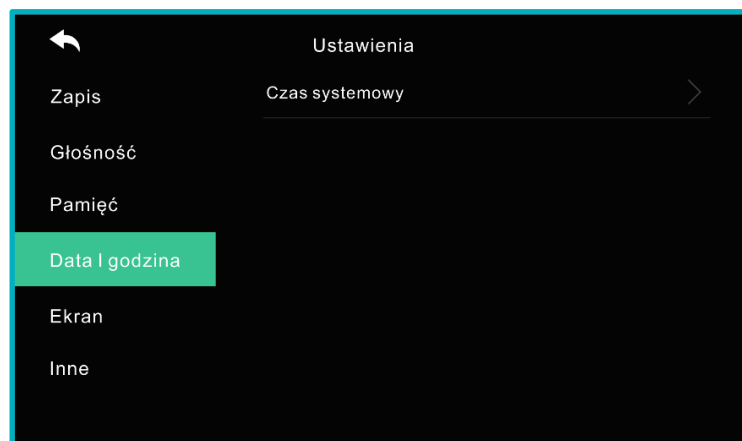 Ustawienia
Zapis
Czas systemowy
Głośność
Pamięć
Data I godzina
Ekran
Inne